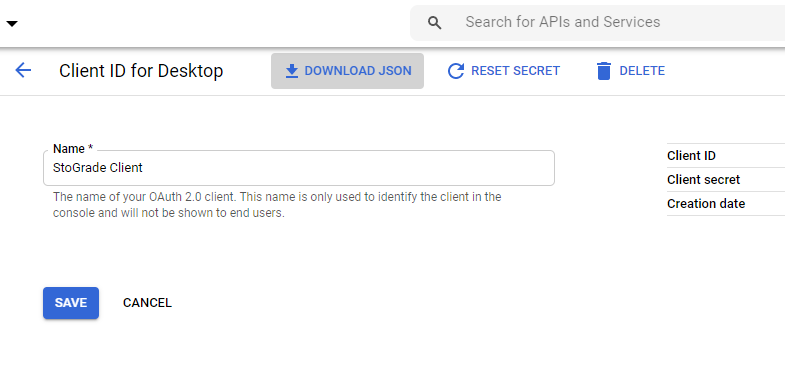 Search for APIs and Services
Client ID for Desktop
DOWNLOAD JSON
RESET SECRET
DELETE
Name *
StoGrade Client
The name of your OAuth 2.0 client. This name is only used to identify the client in the
console and will not be shown to end users.
Client ID
Client secret
Creation date
SAVE
CANCEL